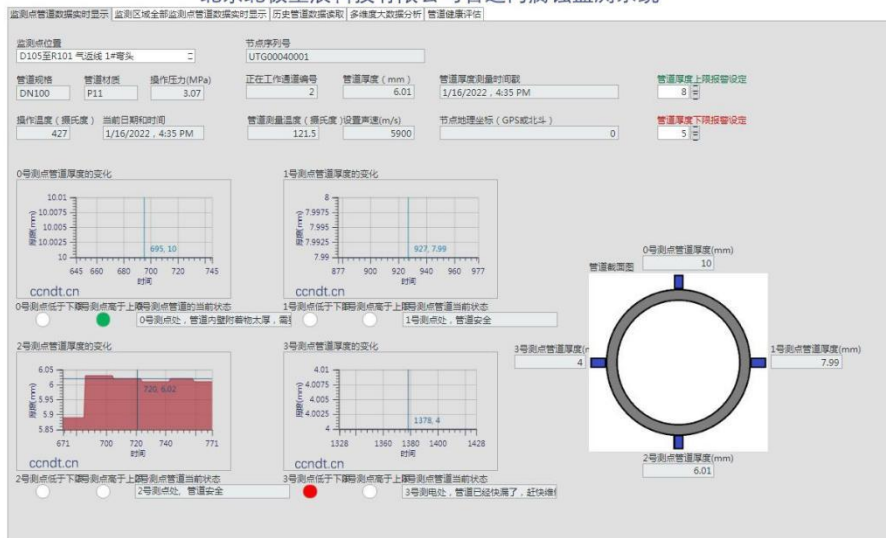 监测点管道数据实时显示 监测区域全部监测点管道数据实时显示 历史管道数据读取 多维度大数据分析 管道健康评估
监测点位置 节点序列号
D105至R101 气返线 1#弯头 UTG00040001
管道规格 管道材质 操作压力(MPa) 正在工作通道编号 管道厚度（mm） 管道厚度测量时间戳 管道厚度上限报警设定
DN100 P11 3.07 2 6.01 1/16/2022 , 4:35 PM 8
操作温度（摄氏度） 当前日期和时间 管道测量温度（摄氏度) 设置声速(m/s) 节点地理坐标（GPS或北斗） 管道厚度下限报警设定
427 1/16/2022 , 4:35 PM 121.5 5900 0 5
0号测点管道厚度的变化
10.01
10.0075
10.005
10.0025
10
695, 10
645 660 680 700 720 745
时间
ccndt.cn
1号测点管道厚度的变化
8
7.9975
7.995
7.9925
7.99
927, 7.99
877 900 920 940 960 977
时间
ccndt.cn
0号测点低于下 号测点高于上 号测点管道的当前状态
0号测点处，管道内壁附着物太厚，需
1号测点低于下 号测点高于上 号测点管道当前状态
1号测点处，管道安全
2号测点管道厚度的变化
6.05
6
5.95
5.9
5.85
720, 6.02
671 700 720 740 771
时间
ccndt.cn
3号测点管道厚度的变化
4.01
4.0075
4.005
4.0025
4
1378, 4
1328 1360 1380 1400 1428
时间
ccndt.cn
2号测点低于下 号测点高于上 号测点管道当前状态
2号测点处，管道安全
3号测点低于下 号测点高于上 号测点管道当前状态
3号测电处，管道已经快漏了，赶快维
0号测点管道厚度(mm)
10
管道截面图
3号测点管道厚度(
4
1号测点管道厚度(mm)
7.99
2号测点管道厚度(mm)
6.01